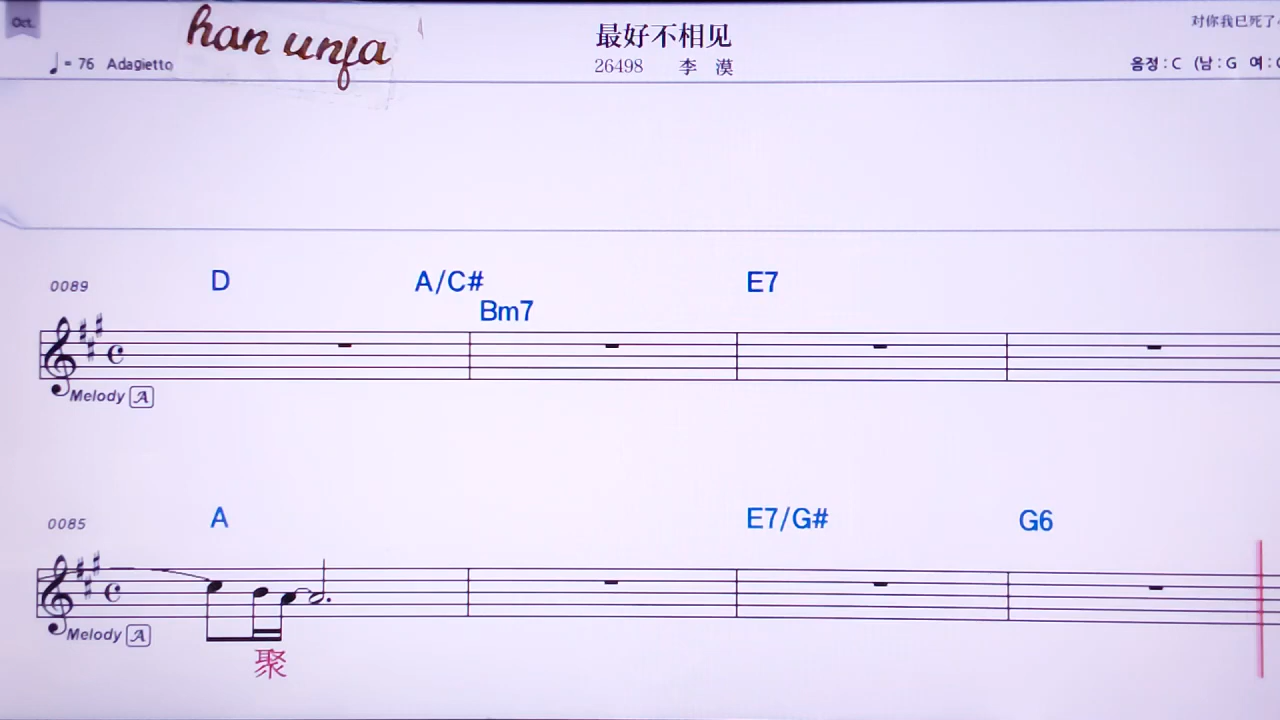 Oct.
han unfa
♩= 76 Adagietto
最好不相见
26498 李 漠
对你我已死了
음정 : C (남 : G 여 :
0089
D A/C# E7
Bm7
Melody A
0085
A E7/G# G6
Melody A
聚